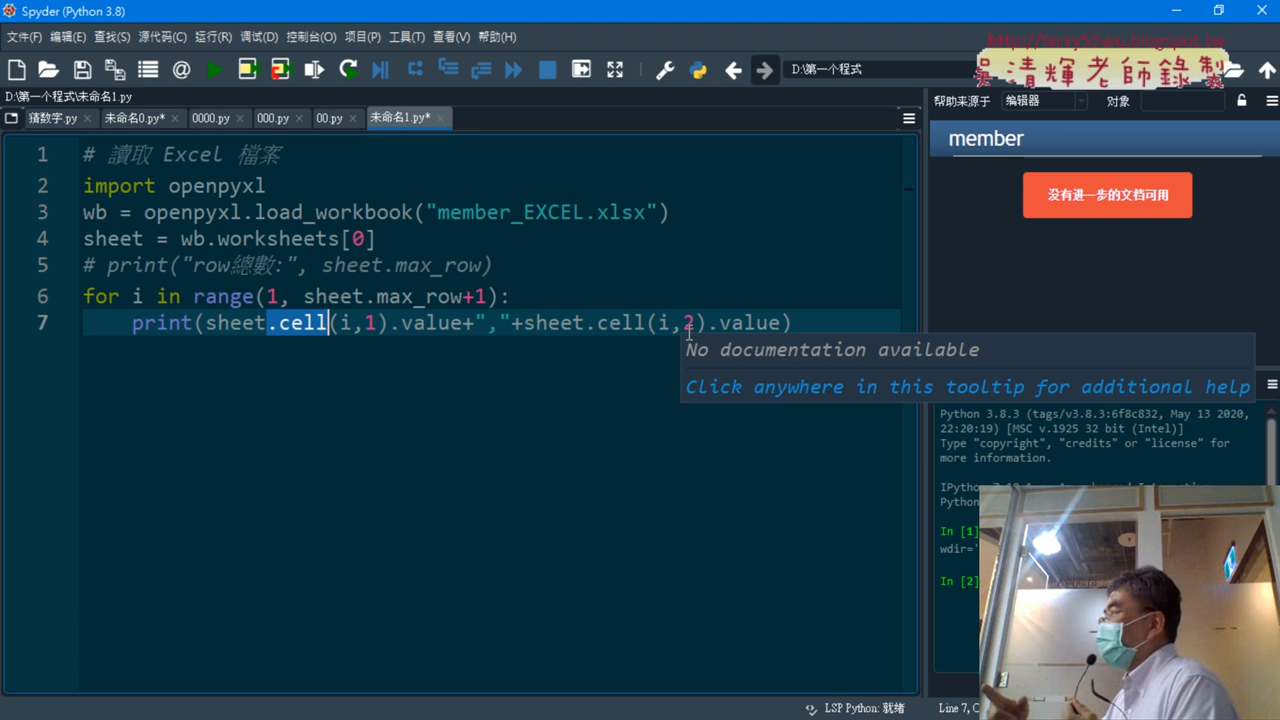 Spyder (Python 3.8)
文件(F) 编辑(E) 查找(S) 源代码(C) 运行(R) 调试(D) 控制台(O) 项目(P) 工具(T) 查看(V) 帮助(H)
http://terry55wu.blogspot.tw
吳清輝老師錄製
D:\第一个程式
D:\第一个程式\未命名1.py
帮助来源于 编辑器 对象
猜数字.py 未命名0.py* 0000.py 000.py 00.py 未命名1.py*
member
没有进一步的文档可用
1 # 讀取 Excel 檔案
2 import openpyxl
3 wb = openpyxl.load_workbook("member_EXCEL.xlsx")
4 sheet = wb.worksheets[0]
5 # print("row總數:", sheet.max_row)
6 for i in range(1, sheet.max_row+1):
7 print(sheet.cell(i,1).value+","+sheet.cell(i,2).value)
No documentation available
Click anywhere in this tooltip for additional help
Python 3.8.3 (tags/v3.8.3:6f8c832, May 13 2020,
22:20:19) [MSC v.1925 32 bit (Intel)]
Type "copyright", "credits" or "license" for
more information.
Python
In [1]
wdir='
In [2]
LSP Python: 就绪 Line 7, C